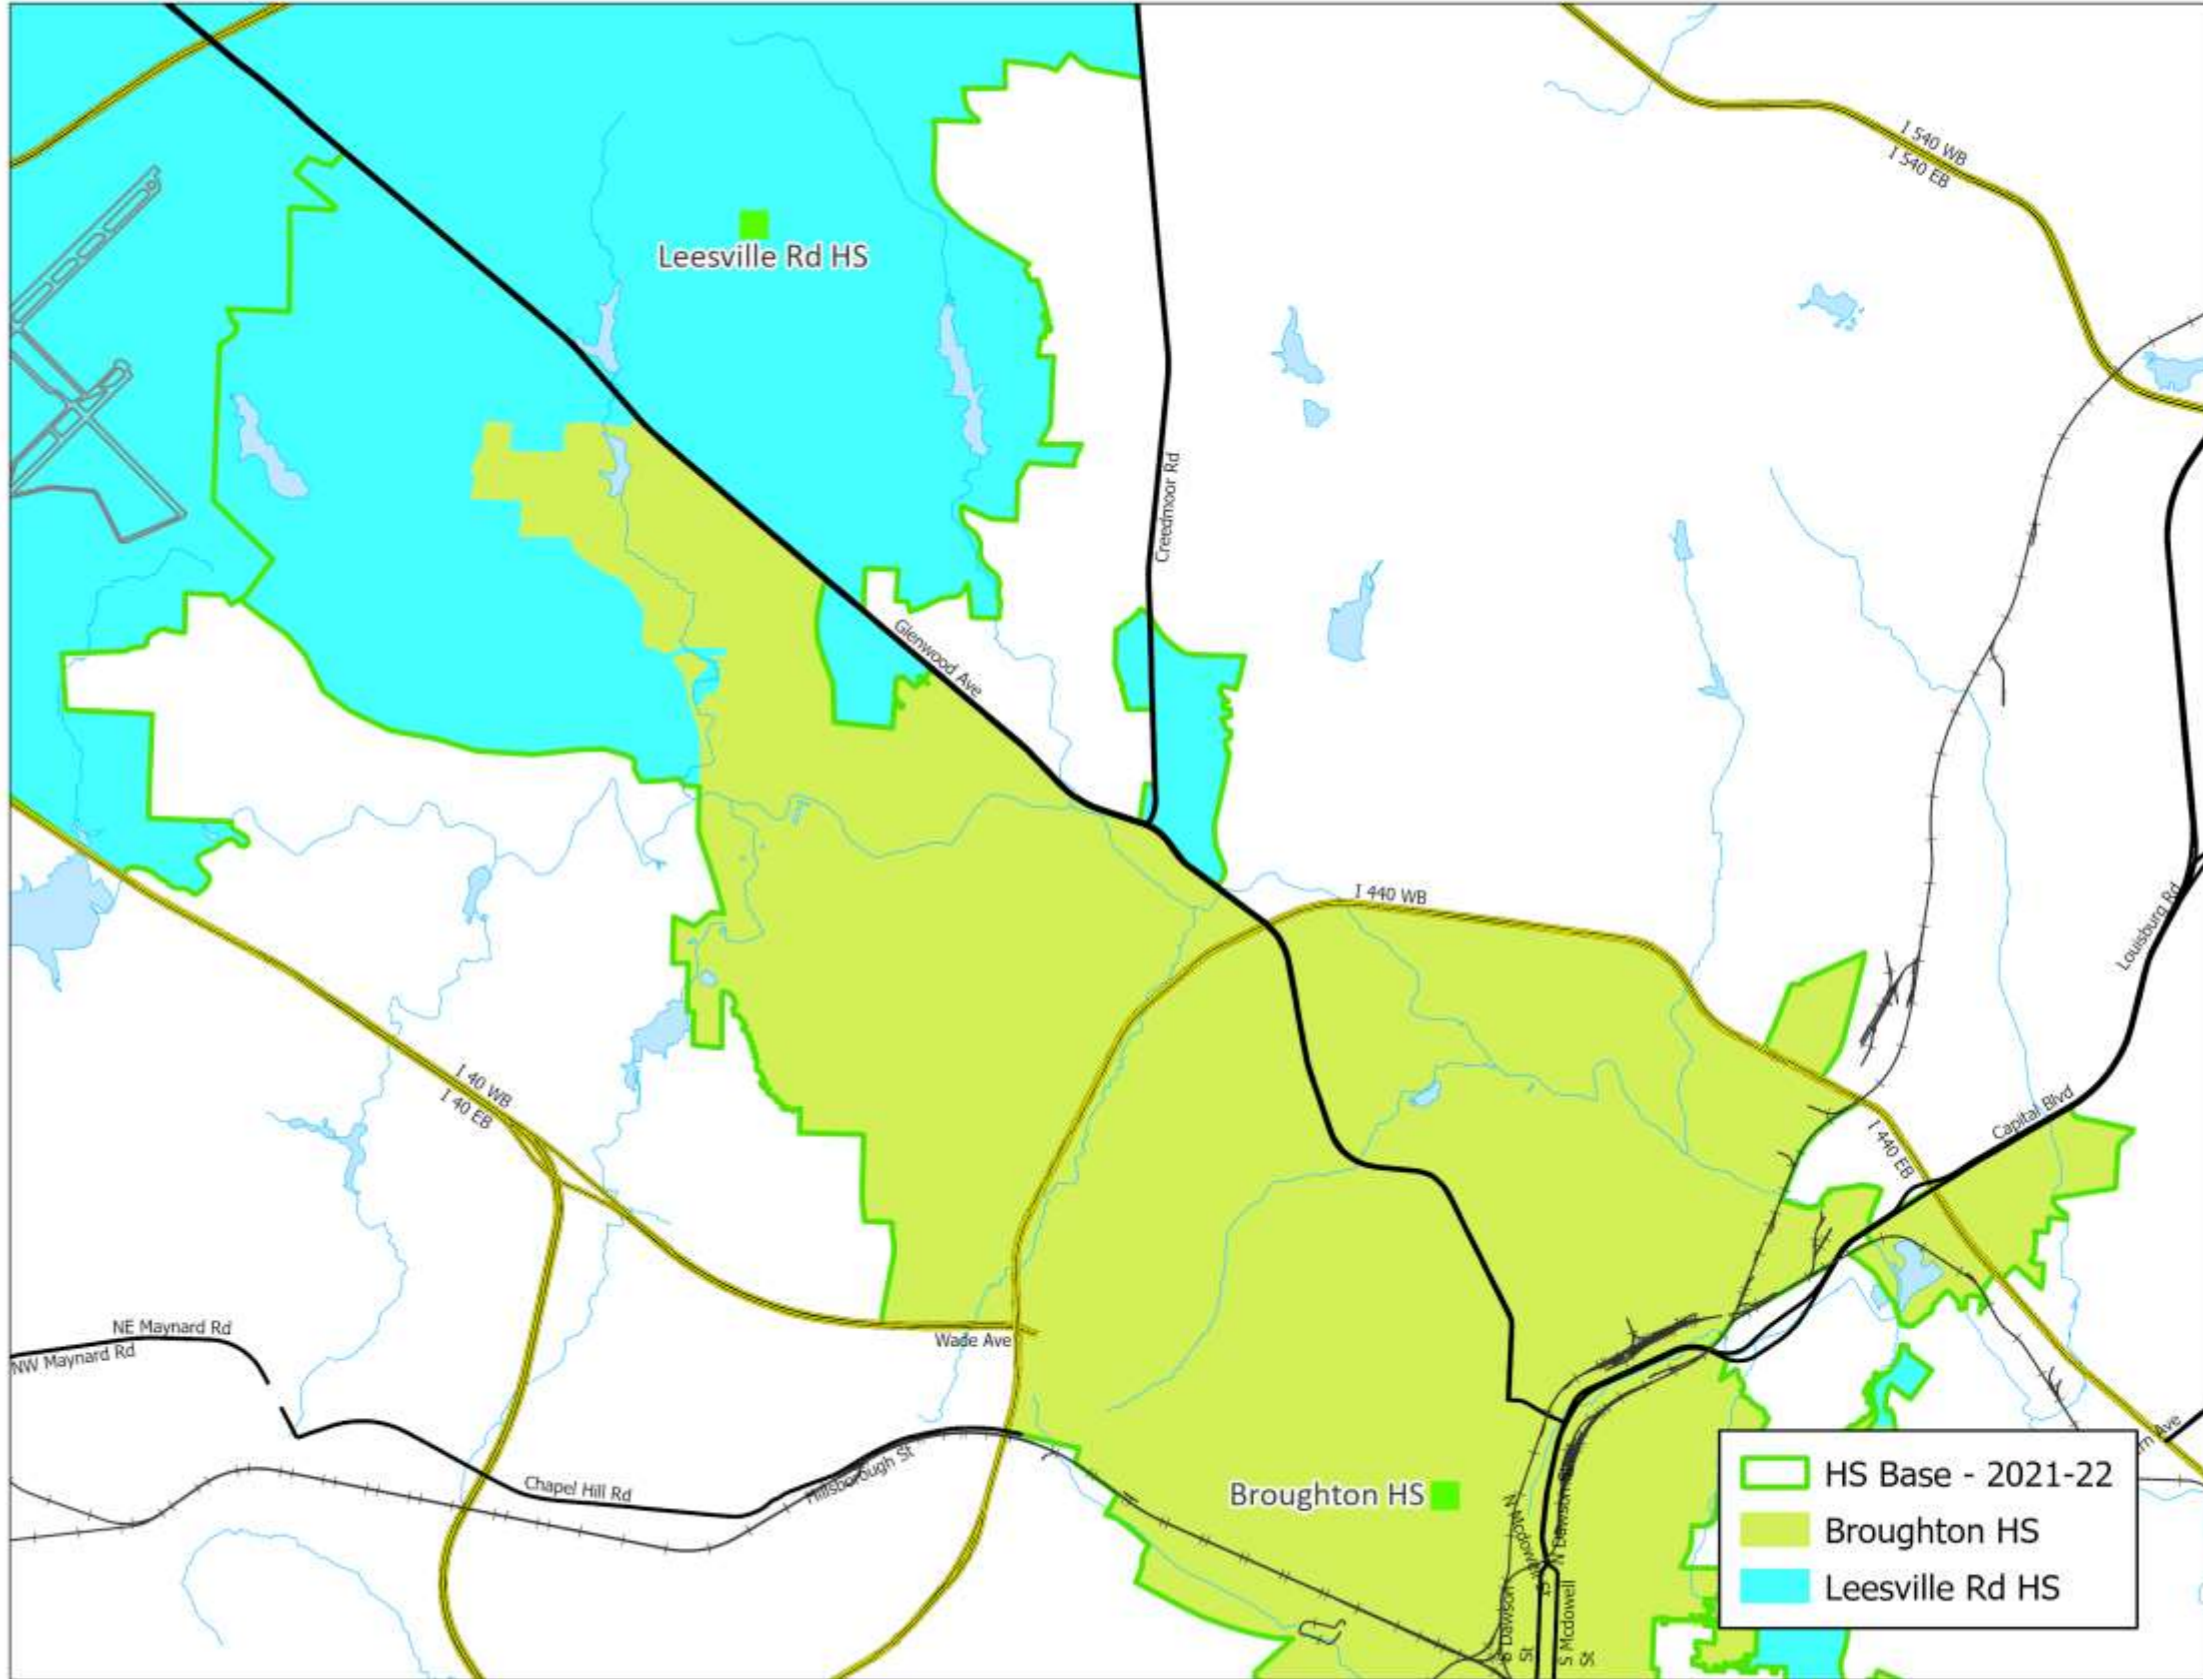 I 540 WB
I 540 EB
Leesville Rd HS
Creedmoor Rd
Glenwood Ave
I 440 WB
Louisburg Rd
I 40 WB
I 40 EB
Capital Blvd
I 440 EB
NE Maynard Rd
NW Maynard Rd
Wade Ave
Hillsborough St
Chapel Hill Rd
Broughton HS
N Mcdowell St
N Dawson St
S Dawson
St
S Mcdowell
St
rn Ave
HS Base - 2021-22
Broughton HS
Leesville Rd HS